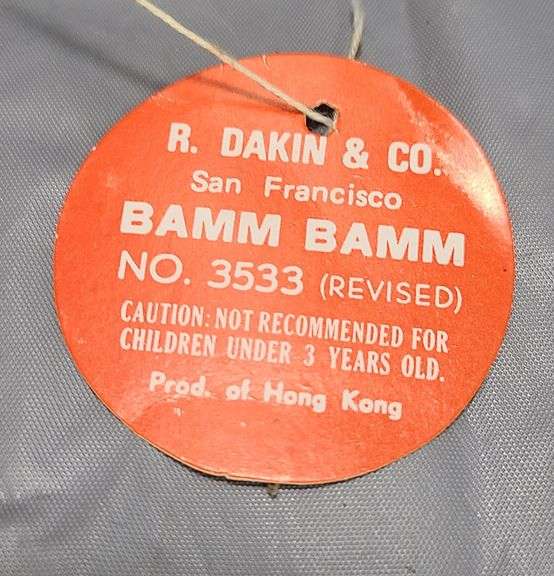 R. DAKIN & CO.
San Francisco
BAMM BAMM
NO. 3533 (REVISED)
CAUTION: NOT RECOMMENDED FOR
CHILDREN UNDER 3 YEARS OLD.
Prod. of Hong Kong